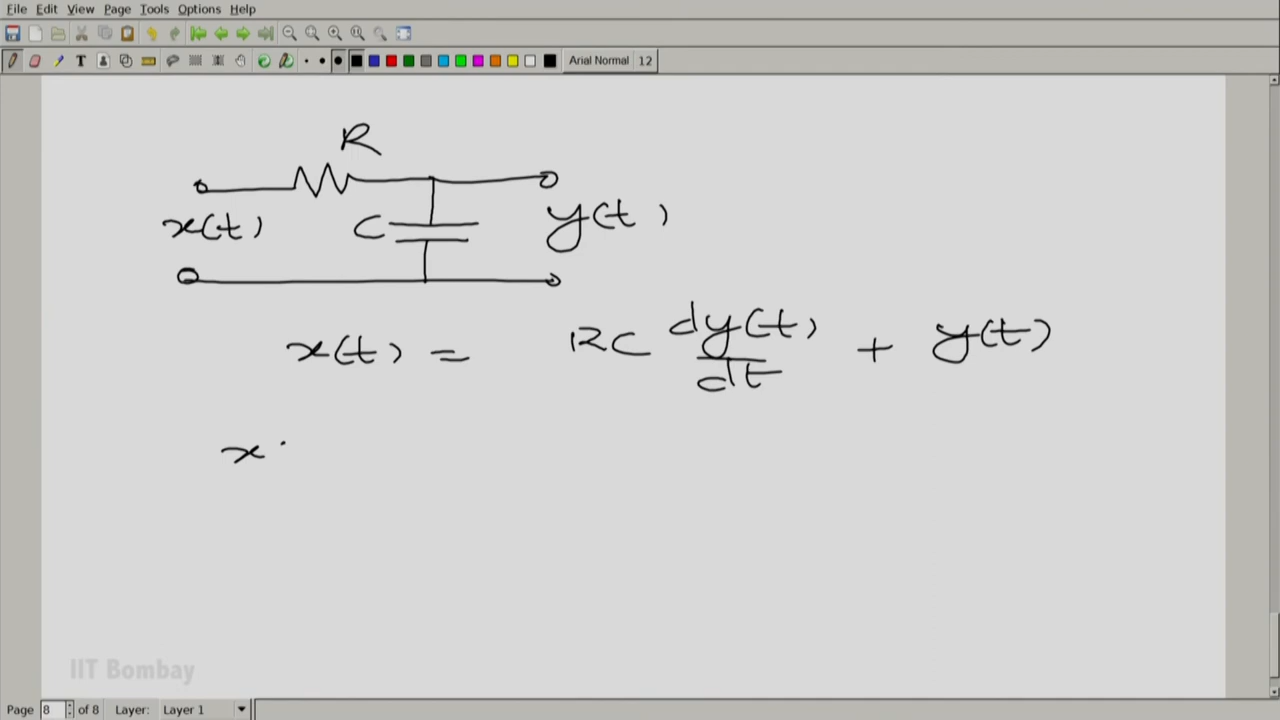 File Edit View Page Tools Options Help
T Arial Normal 12
R
x(t) C y(t)
x(t) = RC dy(t)/dt + y(t)
x
IIT Bombay
Page 8 of 8 Layer: Layer 1